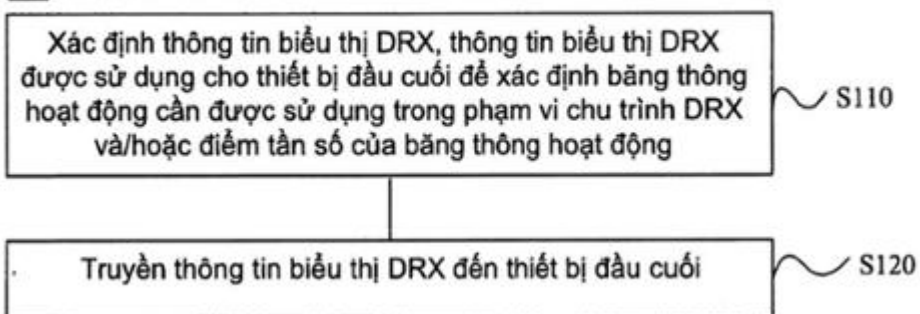 Xác định thông tin biểu thị DRX, thông tin biểu thị DRX
được sử dụng cho thiết bị đầu cuối để xác định băng thông
hoạt động cần được sử dụng trong phạm vi chu trình DRX
và/hoặc điểm tần số của băng thông hoạt động
S110
Truyền thông tin biểu thị DRX đến thiết bị đầu cuối
S120